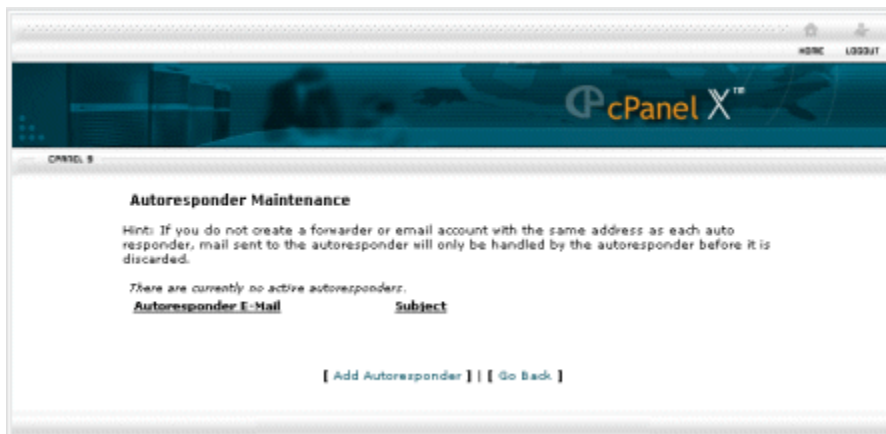 HOME LOGOUT
cPanel X™
CPANEL 9
Autoresponder Maintenance
Hint: If you do not create a forwarder or email account with the same address as each auto
responder, mail sent to the autoresponder will only be handled by the autoresponder before it is
discarded.
There are currently no active autoresponders.
Autoresponder E-Mail Subject
[ Add Autoresponder ] | [ Go Back ]